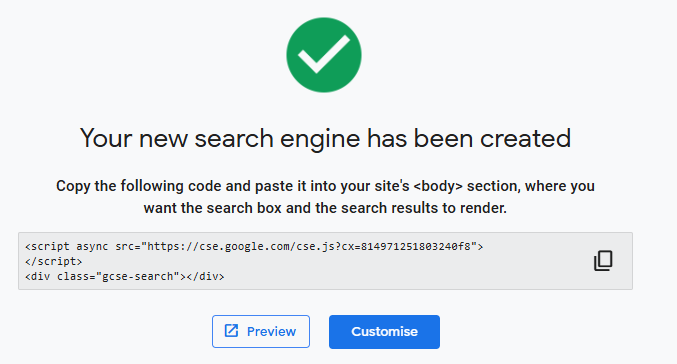 Your new search engine has been created
Copy the following code and paste it into your site's <body> section, where you
want the search box and the search results to render.
<script async src="https://cse.google.com/cse.js?cx=814971251803240f8">
</script>
<div class="gcse-search"></div>
Preview
Customise